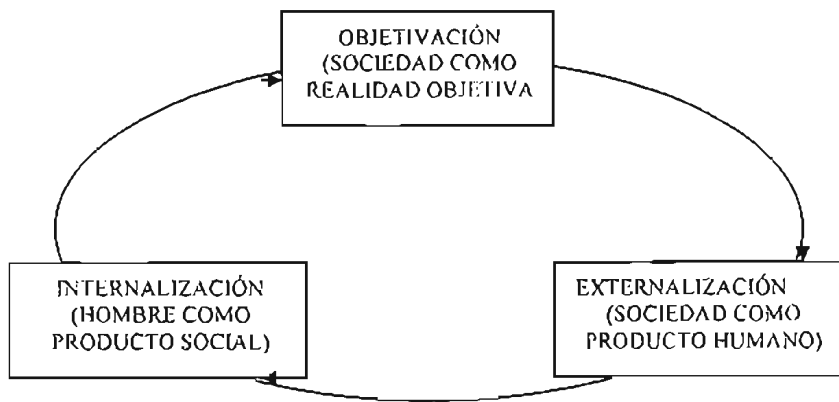 OBJETIVACIÓN
(SOCIEDAD COMO
REALIDAD OBJETIVA
INTERNALIZACIÓN
(HOMBRE COMO
PRODUCTO SOCIAL)
EXTERNALIZACIÓN
(SOCIEDAD COMO
PRODUCTO HUMANO)